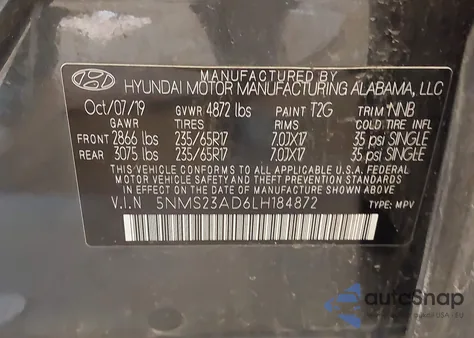 MANUFACTURED BY
HYUNDAI MOTOR MANUFACTURING ALABAMA, LLC
Oct/07/19 GVWR 4872 lbs PAINT T2G TRIM NNB
GAWR TIRES RIMS COLD TIRE INFL
FRONT 2866 lbs 235/65R17 7.0JX17 35 psi SINGLE
REAR 3075 lbs 235/65R17 7.0JX17 35 psi SINGLE
THIS VEHICLE CONFORMS TO ALL APPLICABLE U.S.A. FEDERAL
MOTOR VEHICLE SAFETY AND THEFT PREVENTION STANDARDS
IN EFFECT ON THE DATE OF MANUFACTURE SHOWN ABOVE.
V.I.N 5NMS23AD6LH184872 TYPE: MPV
autoSnap